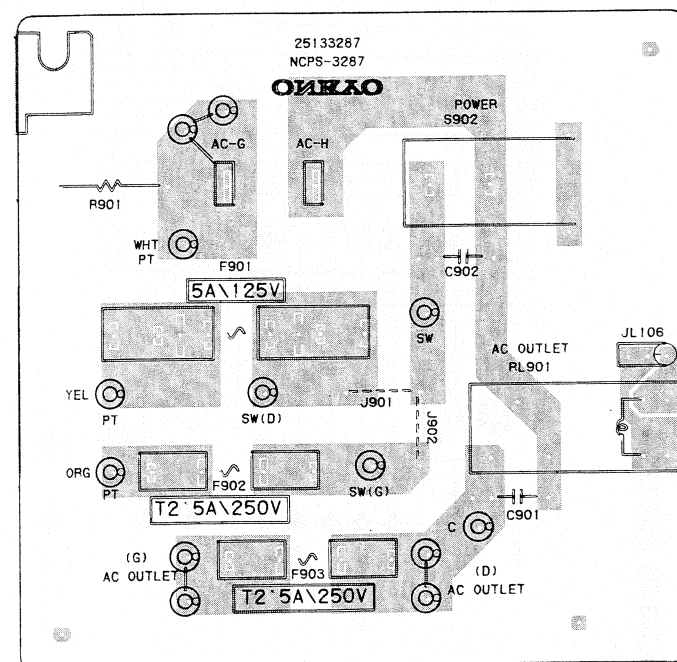 25133287
NCPS-3287
ONKYO
POWER
S902
AC-G
AC-H
R901
WHT
PT
F901
5A\125V
C902
SW
JL106
AC OUTLET
RL901
YEL
PT
SW(D)
J901
J902
ORG
PT
F902
SW(G)
T2˙5A\250V
C901
C
(G)
AC OUTLET
F903
(D)
AC OUTLET
T2˙5A\250V